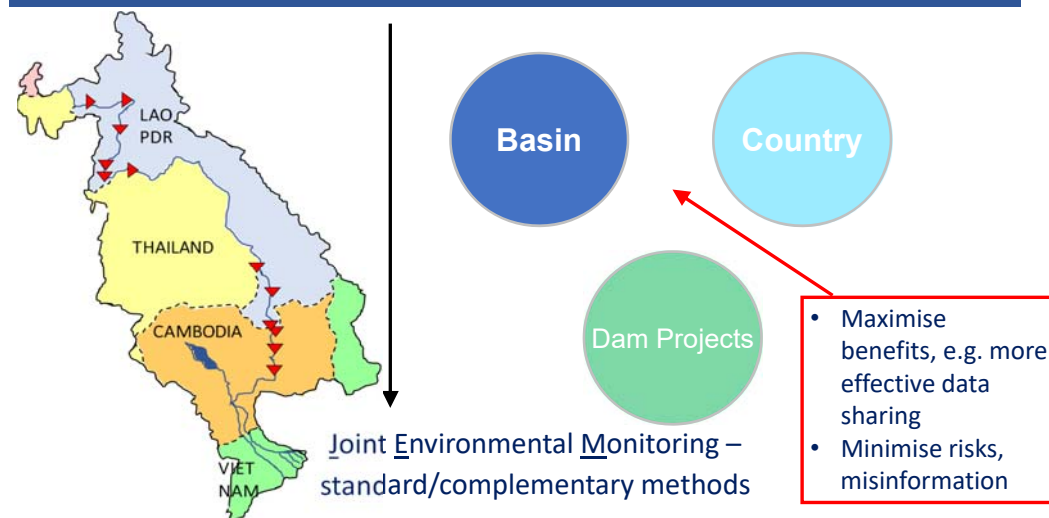 LAO
PDR
THAILAND
CAMBODIA
VIET
NAM
Basin
Country
Dam Projects
Joint Environmental Monitoring –
standard/complementary methods
• Maximise
benefits, e.g. more
effective data
sharing
• Minimise risks,
misinformation